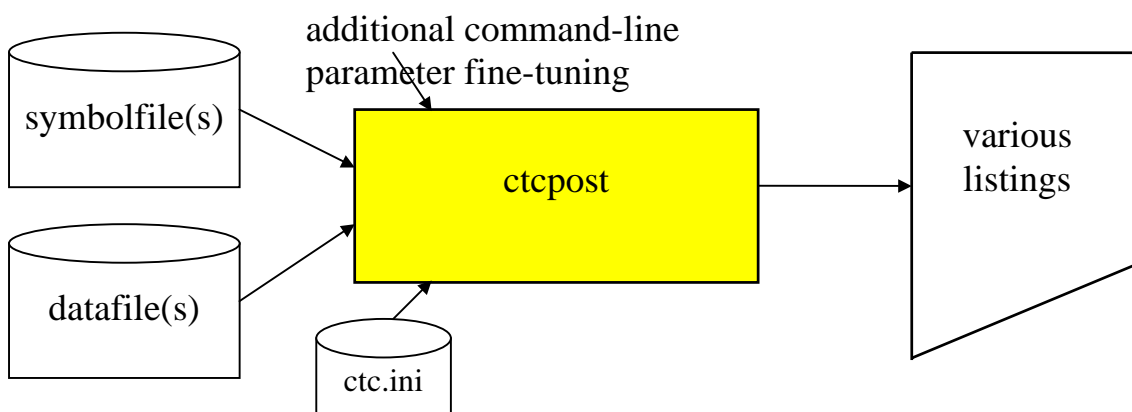 additional command-line
parameter fine-tuning
symbolfile(s)
ctcpost
various
listings
datafile(s)
ctc.ini